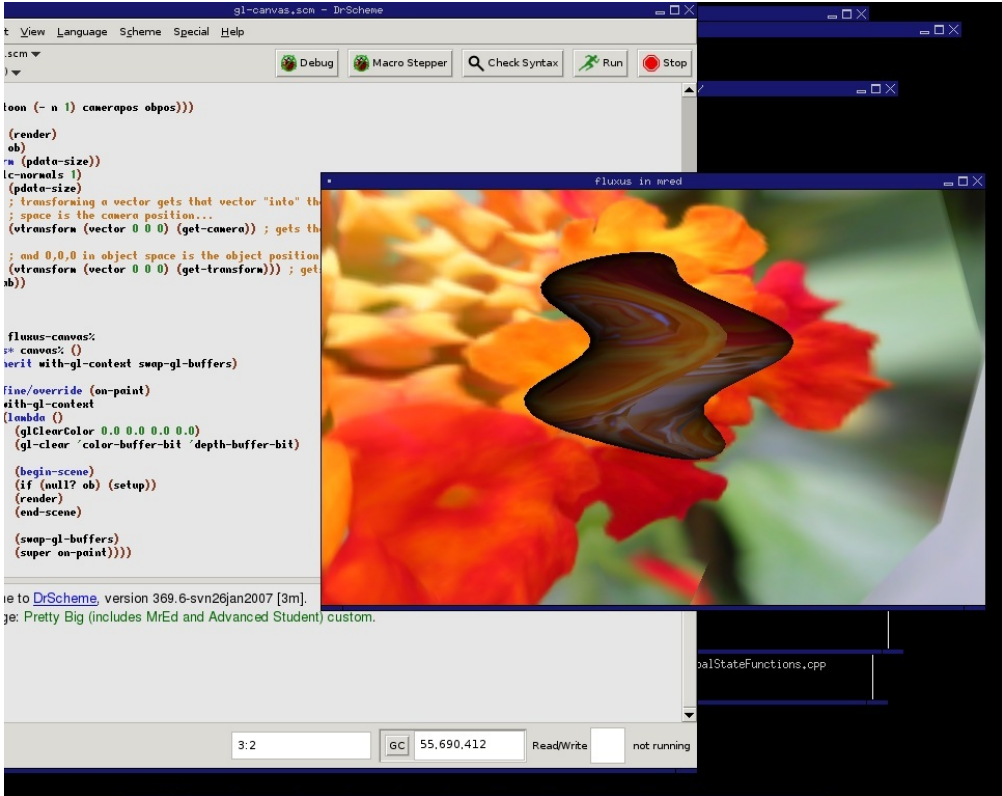 gl-canvas.scm - DrScheme
View Language Scheme Special Help
.scm
Debug Macro Stepper Check Syntax Run Stop
toon (- n 1) camerapos obpos)))
(render)
ob)
(pdata-size))
lc-normals 1)
(pdata-size)
; transforming a vector gets that vector "into" th
; space is the camera position...
(vtransform (vector 0 0 0) (get-camera)) ; gets the
; and 0,0,0 in object space is the object position
(vtransform (vector 0 0 0) (get-transform))) ; get
ab))
fluxus-canvas%
s* canvas% ()
nerit with-gl-context swap-gl-buffers)
fine/override (on-paint)
with-gl-context
(lambda ()
(glClearColor 0.0 0.0 0.0 0.0)
(gl-clear 'color-buffer-bit 'depth-buffer-bit)
(begin-scene)
(if (null? ob) (setup))
(render)
(end-scene)
(swap-gl-buffers)
(super on-paint))))
fluxus in mred
e to DrScheme, version 369.6-svn26jan2007 [3m].
ge: Pretty Big (includes MrEd and Advanced Student) custom.
balStateFunctions.cpp
3:2 GC 55,690,412 Read/Write not running